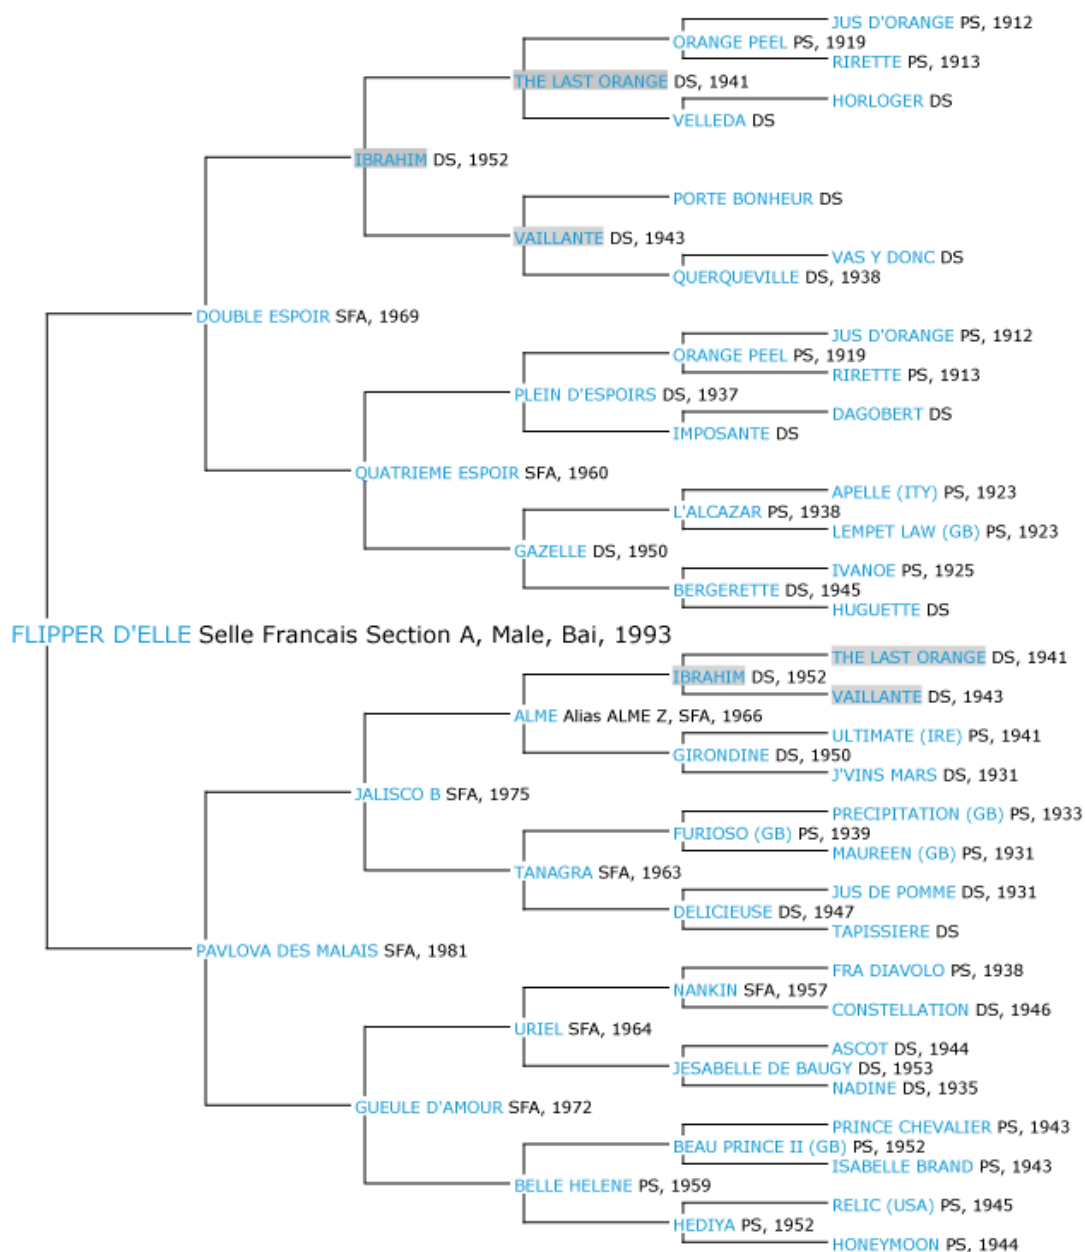 JUS D'ORANGE PS, 1912
ORANGE PEEL PS, 1919
RIRETTE PS, 1913
THE LAST ORANGE DS, 1941
HORLOGER DS
VELLEDA DS
IBRAHIM DS, 1952
PORTE BONHEUR DS
VAILLANTE DS, 1943
VAS Y DONC DS
QUERQUEVILLE DS, 1938
DOUBLE ESPOIR SFA, 1969
JUS D'ORANGE PS, 1912
ORANGE PEEL PS, 1919
RIRETTE PS, 1913
PLEIN D'ESPOIRS DS, 1937
DAGOBERT DS
IMPOSANTE DS
QUATRIEME ESPOIR SFA, 1960
APELLE (ITY) PS, 1923
L'ALCAZAR PS, 1938
LEMPET LAW (GB) PS, 1923
GAZELLE DS, 1950
IVANOE PS, 1925
BERGERETTE DS, 1945
HUGUETTE DS
FLIPPER D'ELLE Selle Francais Section A, Male, Bai, 1993
THE LAST ORANGE DS, 1941
IBRAHIM DS, 1952
VAILLANTE DS, 1943
ALME Alias ALME Z, SFA, 1966
ULTIMATE (IRE) PS, 1941
GIRONDINE DS, 1950
J'VINS MARS DS, 1931
JALISCO B SFA, 1975
PRECIPITATION (GB) PS, 1933
FURIOSO (GB) PS, 1939
MAUREEN (GB) PS, 1931
TANAGRA SFA, 1963
JUS DE POMME DS, 1931
DELICIEUSE DS, 1947
TAPISSIERE DS
PAVLOVA DES MALAIS SFA, 1981
FRA DIAVOLO PS, 1938
NANKIN SFA, 1957
CONSTELLATION DS, 1946
URIEL SFA, 1964
ASCOT DS, 1944
JESABELLE DE BAUGY DS, 1953
NADINE DS, 1935
GUEULE D'AMOUR SFA, 1972
PRINCE CHEVALIER PS, 1943
BEAU PRINCE II (GB) PS, 1952
ISABELLE BRAND PS, 1943
BELLE HELENE PS, 1959
RELIC (USA) PS, 1945
HEDIYA PS, 1952
HONEYMOON PS, 1944